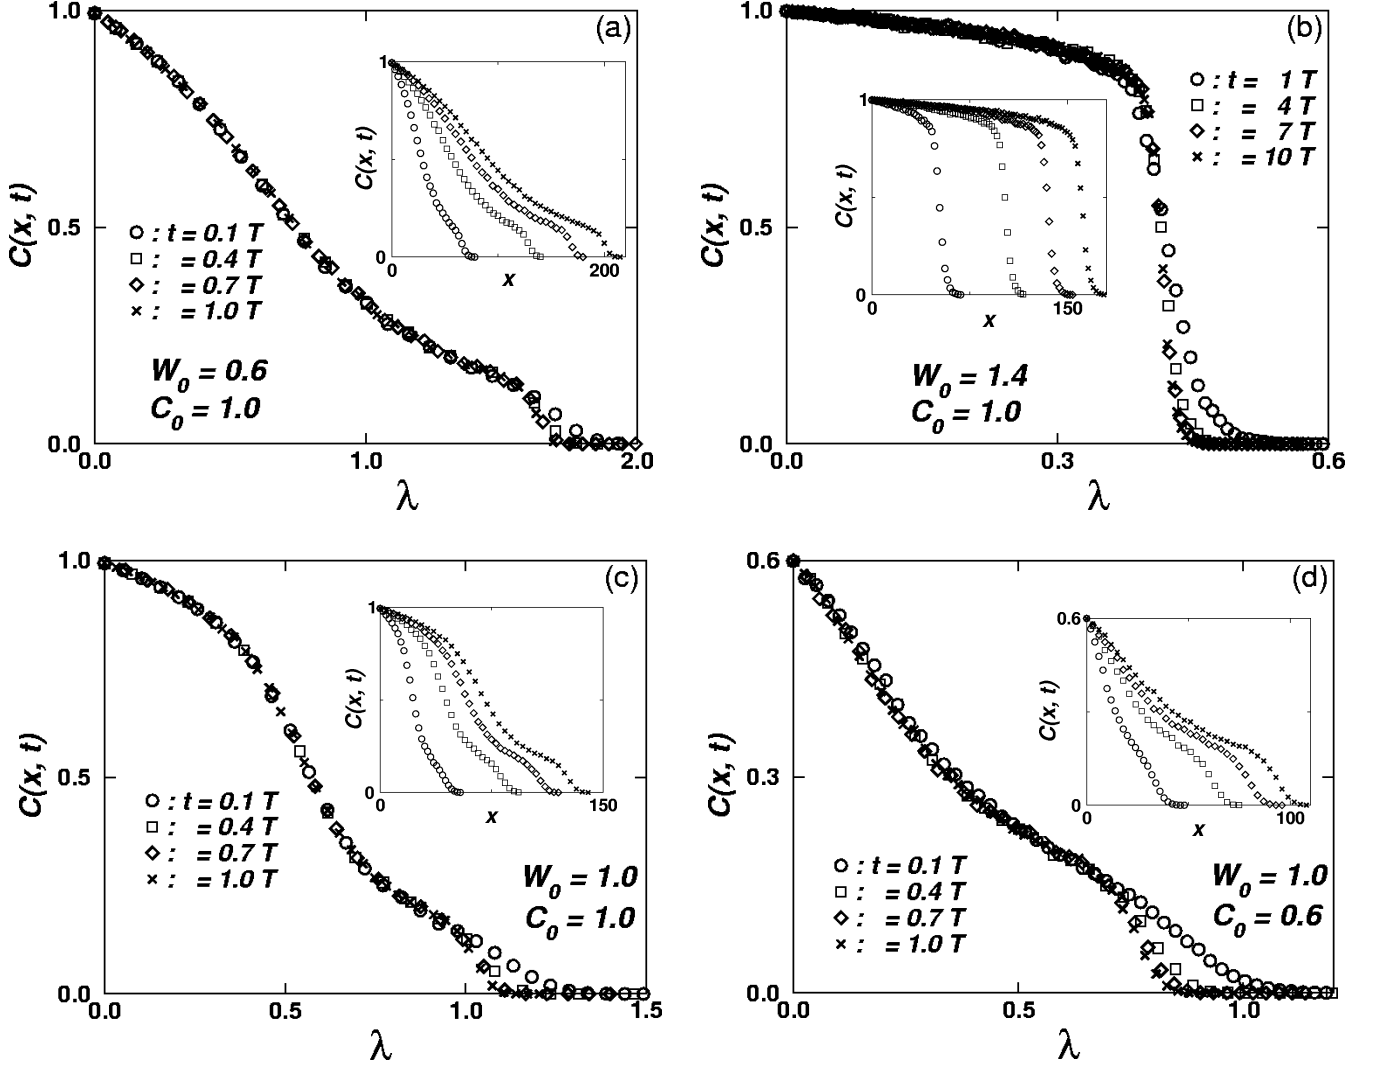 (a)
C(x, t)
1.0
0.5
0.0
0.0
1.0
2.0
λ
○ : t = 0.1 T
□ : = 0.4 T
◇ : = 0.7 T
× : = 1.0 T
W₀ = 0.6
C₀ = 1.0
C(x, t)
1
0
0
200
x
(b)
C(x, t)
1.0
0.5
0.0
0.0
0.3
0.6
λ
○ : t = 1 T
□ : = 4 T
◇ : = 7 T
× : = 10 T
W₀ = 1.4
C₀ = 1.0
C(x, t)
1
0
0
150
x
(c)
C(x, t)
1.0
0.5
0.0
0.0
0.5
1.0
1.5
λ
○ : t = 0.1 T
□ : = 0.4 T
◇ : = 0.7 T
× : = 1.0 T
W₀ = 1.0
C₀ = 1.0
C(x, t)
1
0
0
150
x
(d)
C(x, t)
0.6
0.3
0.0
0.0
0.5
1.0
λ
○ : t = 0.1 T
□ : = 0.4 T
◇ : = 0.7 T
× : = 1.0 T
W₀ = 1.0
C₀ = 0.6
C(x, t)
0.6
0
0
100
x